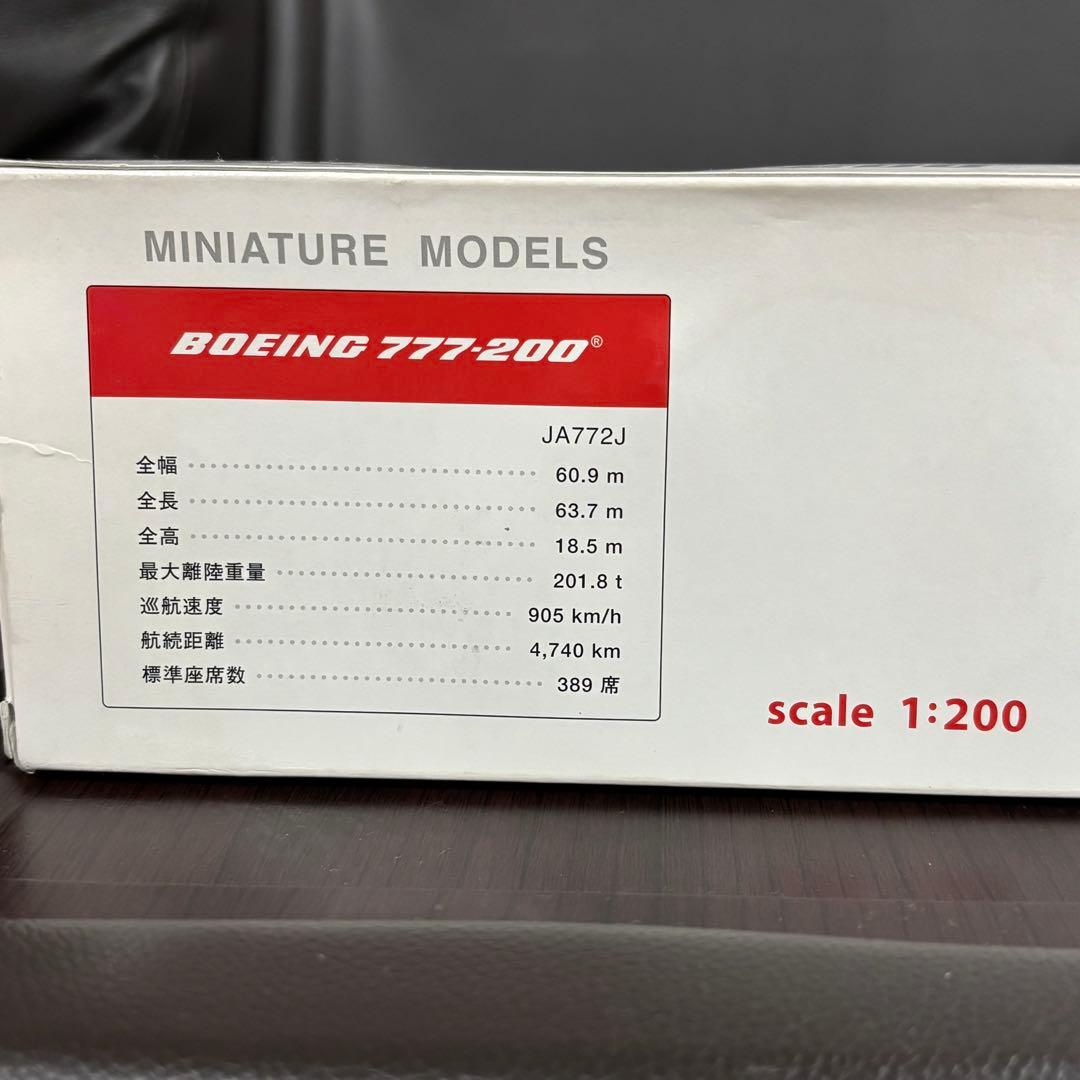 MINIATURE MODELS
BOEING 777-200®
JA772J
全幅 60.9 m
全長 63.7 m
全高 18.5 m
最大離陸重量 201.8 t
巡航速度 905 km/h
航続距離 4,740 km
標準座席数 389 席
scale 1:200